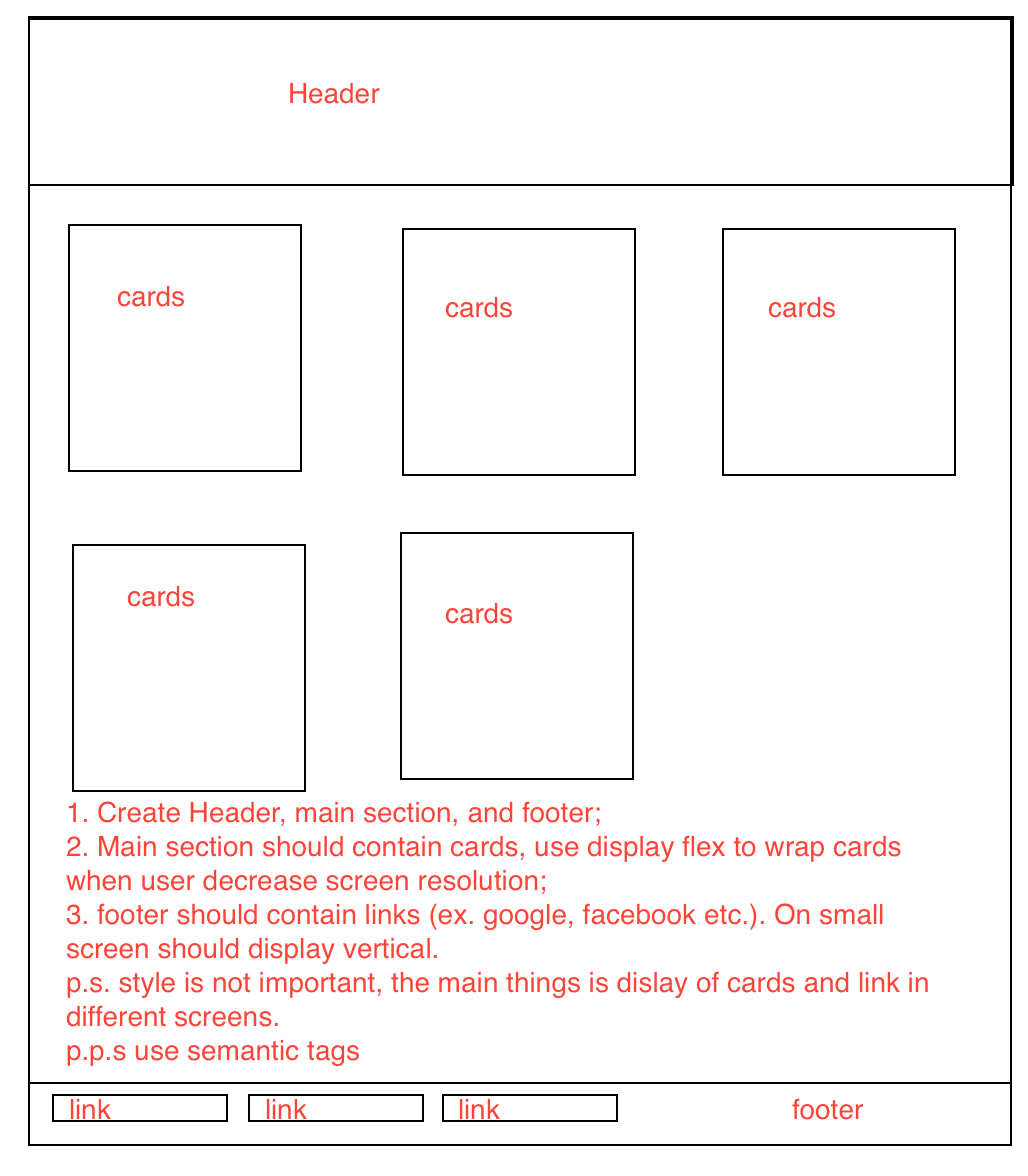 Header
cards
cards
cards
cards
cards
1. Create Header, main section, and footer;
2. Main section should contain cards, use display flex to wrap cards
when user decrease screen resolution;
3. footer should contain links (ex. google, facebook etc.). On small
screen should display vertical.
p.s. style is not important, the main things is dislay of cards and link in
different screens.
p.p.s use semantic tags
link
link
link
footer